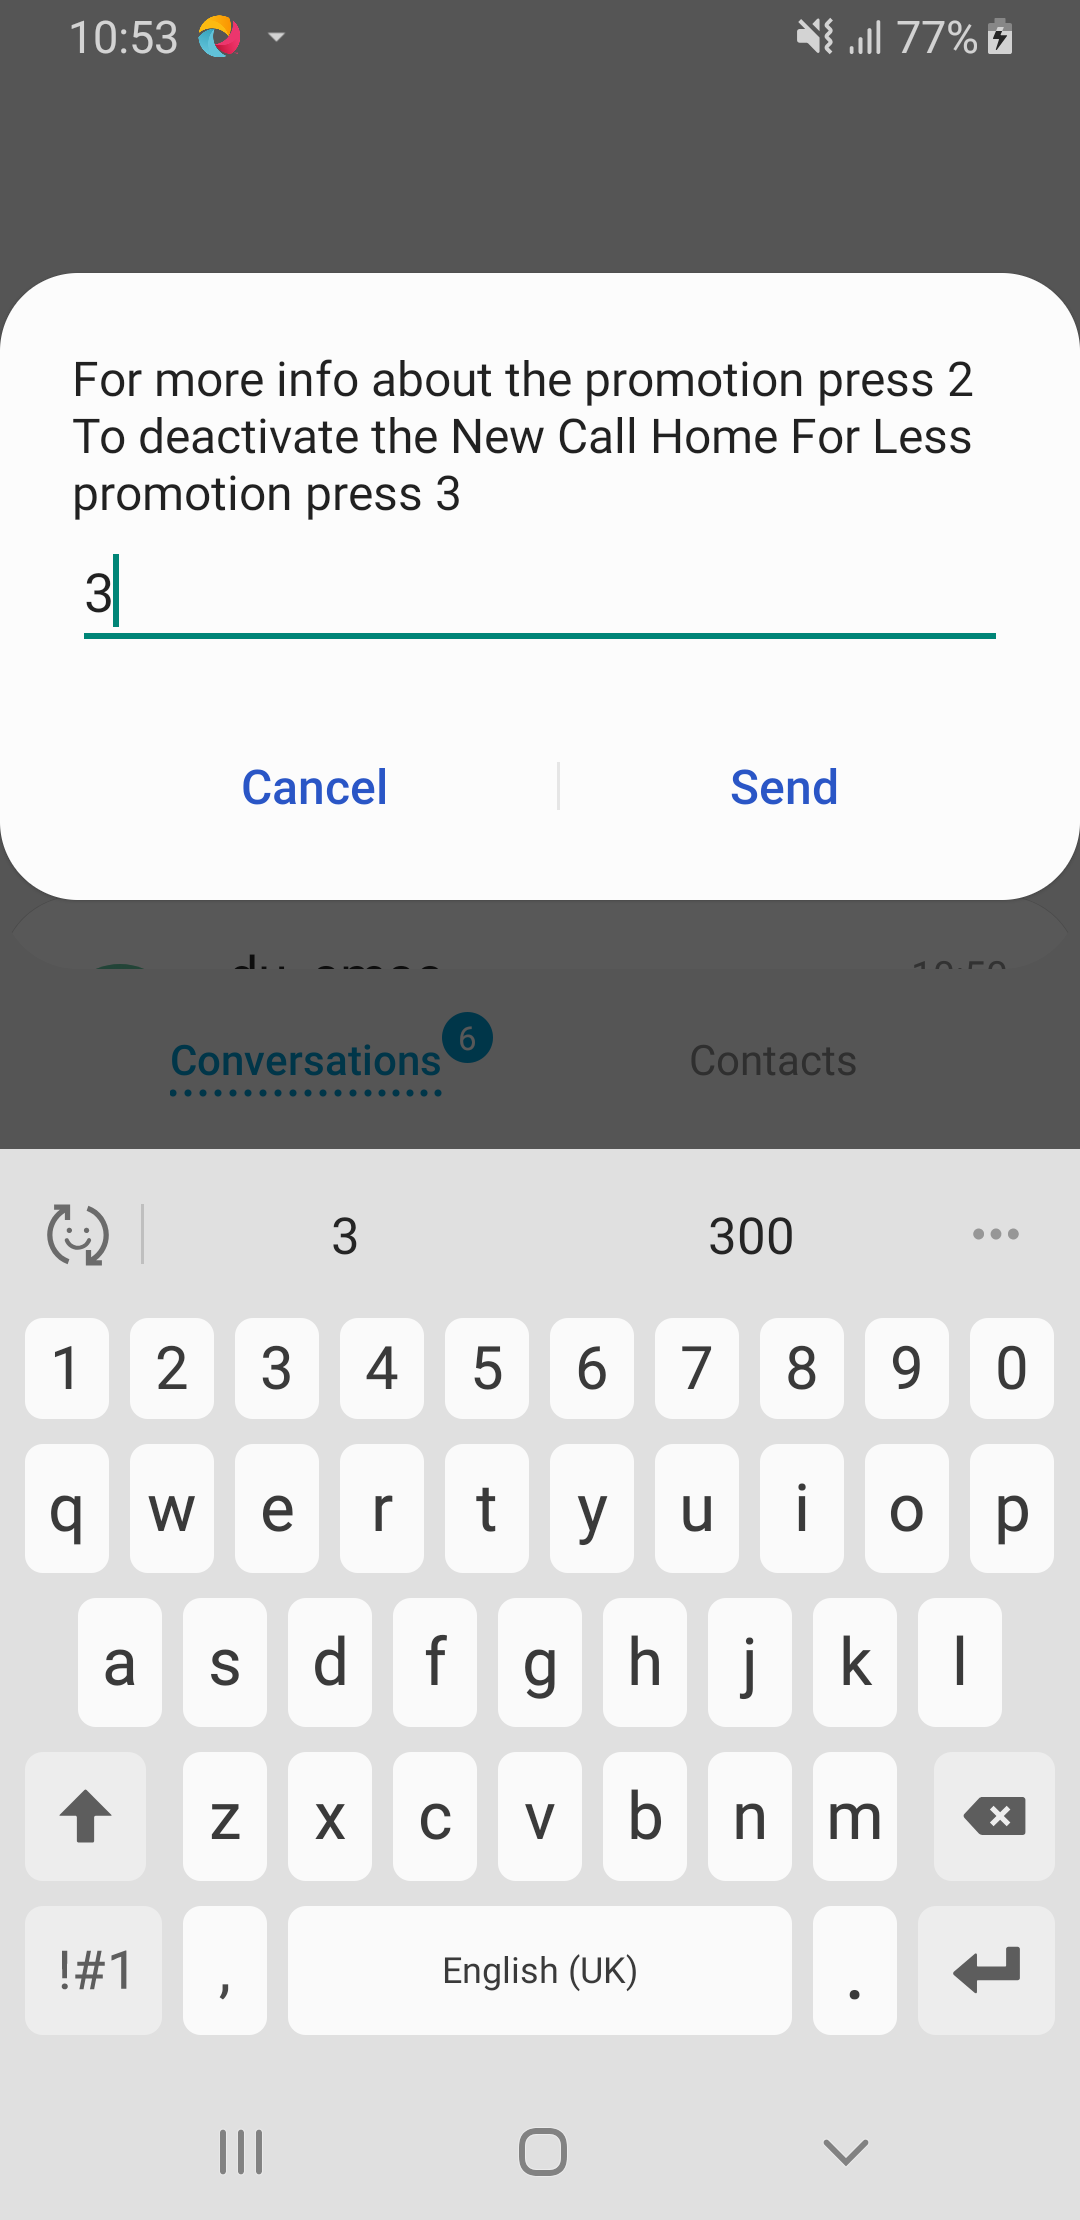 10:53
77%
For more info about the promotion press 2
To deactivate the New Call Home For Less
promotion press 3
3
Cancel
Send
Conversations
6
Contacts
3
300
1 2 3 4 5 6 7 8 9 0
q w e r t y u i o p
a s d f g h j k l
z x c v b n m
!#1 , English (UK) .